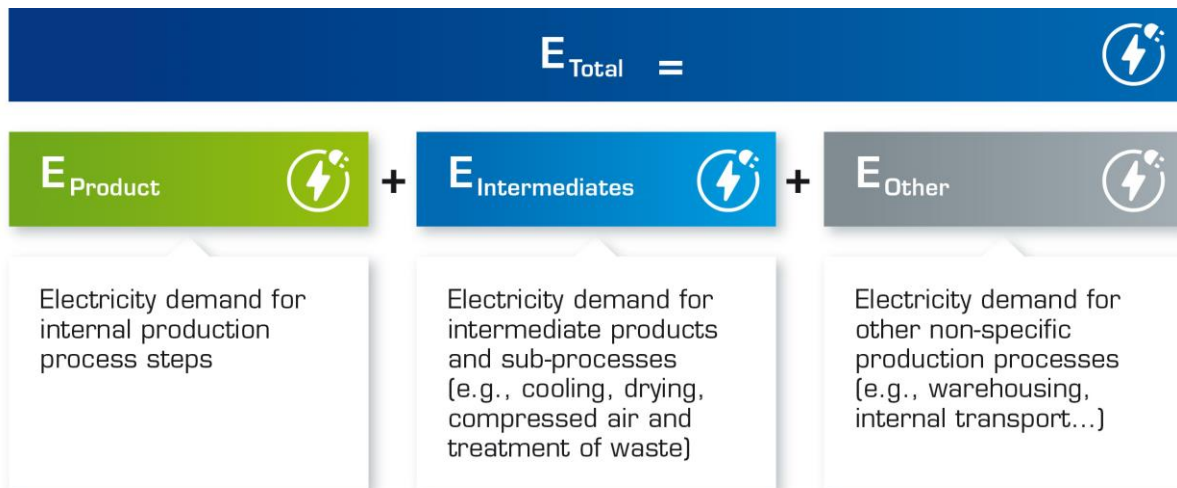 E Total =
E Product + E Intermediates + E Other
Electricity demand for
internal production
process steps
Electricity demand for
intermediate products
and sub-processes
(e.g., cooling, drying,
compressed air and
treatment of waste)
Electricity demand for
other non-specific
production processes
(e.g., warehousing,
internal transport...)